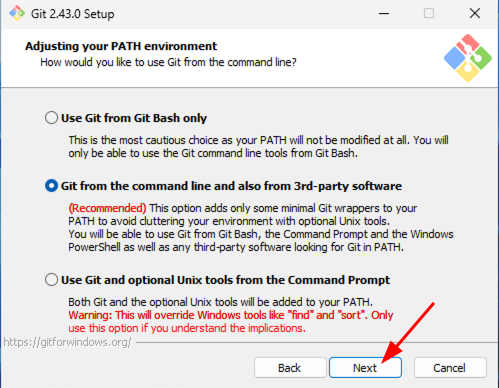 Git 2.43.0 Setup
Adjusting your PATH environment
How would you like to use Git from the command line?
Use Git from Git Bash only
This is the most cautious choice as your PATH will not be modified at all. You will
only be able to use the Git command line tools from Git Bash.
Git from the command line and also from 3rd-party software
(Recommended) This option adds only some minimal Git wrappers to your
PATH to avoid cluttering your environment with optional Unix tools.
You will be able to use Git from Git Bash, the Command Prompt and the Windows
PowerShell as well as any third-party software looking for Git in PATH.
Use Git and optional Unix tools from the Command Prompt
Both Git and the optional Unix tools will be added to your PATH.
Warning: This will override Windows tools like "find" and "sort". Only
use this option if you understand the implications.
https://gitforwindows.org/
Back Next Cancel